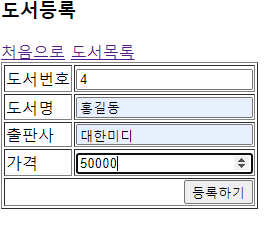 도서등록
처음으로 도서목록
도서번호 4
도서명 홍길동
출판사 대한미디
가격 50000
등록하기